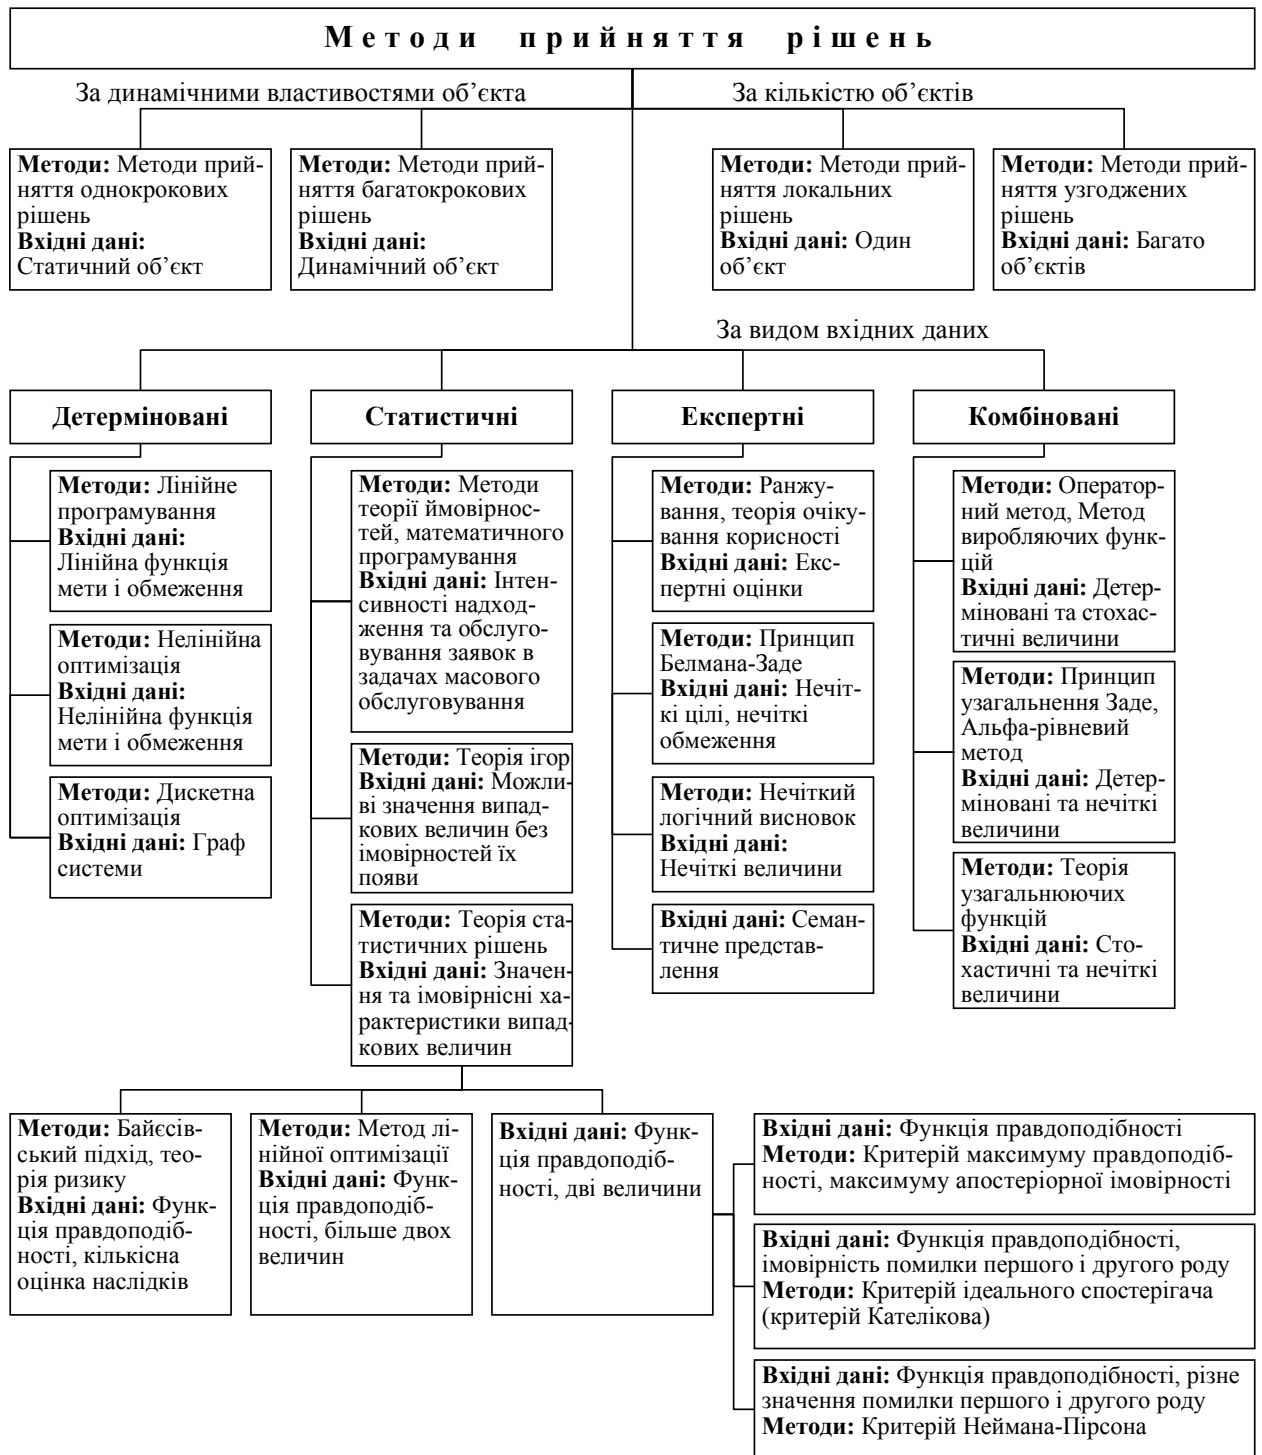 Методи прийняття рішень
За динамічними властивостями об’єкта
За кількістю об’єктів
Методи: Методи прий-
няття однокрокових
рішень
Вхідні дані:
Статичний об’єкт
Методи: Методи прий-
няття багатокрокових
рішень
Вхідні дані:
Динамічний об’єкт
Методи: Методи прий-
няття локальних
рішень
Вхідні дані: Один
об’єкт
Методи: Методи прий-
няття узгоджених
рішень
Вхідні дані: Багато
об’єктів
За видом вхідних даних
Детерміновані
Статистичні
Експертні
Комбіновані
Методи: Лінійне
програмування
Вхідні дані:
Лінійна функція
мети і обмеження
Методи: Нелінійна
оптимізація
Вхідні дані:
Нелінійна функція
мети і обмеження
Методи: Дискетна
оптимізація
Вхідні дані: Граф
системи
Методи: Методи
теорії ймовірнос-
тей, математичного
програмування
Вхідні дані: Інтен-
сивності надход-
ження та обслуго-
вування заявок в
задачах масового
обслуговування
Методи: Теорія ігор
Вхідні дані: Можли-
ві значення випад-
кових величин без
імовірностей їх
появи
Методи: Теорія ста-
тистичних рішень
Вхідні дані: Значен-
ня та імовірнісні ха-
рактеристики випад-
кових величин
Методи: Ранжу-
вання, теорія очіку-
вання корисності
Вхідні дані: Екс-
пертні оцінки
Методи: Принцип
Белмана-Заде
Вхідні дані: Нечіт-
кі цілі, нечіткі
обмеження
Методи: Нечіткий
логічний висновок
Вхідні дані:
Нечіткі величини
Вхідні дані: Семан-
тичне представ-
лення
Методи: Оператор-
ний метод, Метод
виробляючих функ-
цій
Вхідні дані: Детер-
міновані та стохас-
тичні величини
Методи: Принцип
узагальнення Заде,
Альфа-рівневий
метод
Вхідні дані: Детер-
міновані та нечіткі
величини
Методи: Теорія
узагальнюючих
функцій
Вхідні дані: Сто-
хастичні та нечіткі
величини
Методи: Байєсів-
ський підхід, тео-
рія ризику
Вхідні дані: Функ-
ція правдоподіб-
ності, кількісна
оцінка наслідків
Методи: Метод лі-
нійної оптимізації
Вхідні дані: Функ-
ція правдоподіб-
ності, більше двох
величин
Вхідні дані: Функ-
ція правдоподіб-
ності, дві величини
Вхідні дані: Функція правдоподібності
Методи: Критерій максимуму правдоподіб-
ності, максимуму апостеріорної імовірності
Вхідні дані: Функція правдоподібності,
імовірність помилки першого і другого роду
Методи: Критерій ідеального спостерігача
(критерій Кателікова)
Вхідні дані: Функція правдоподібності, різне
значення помилки першого і другого роду
Методи: Критерій Неймана-Пірсона